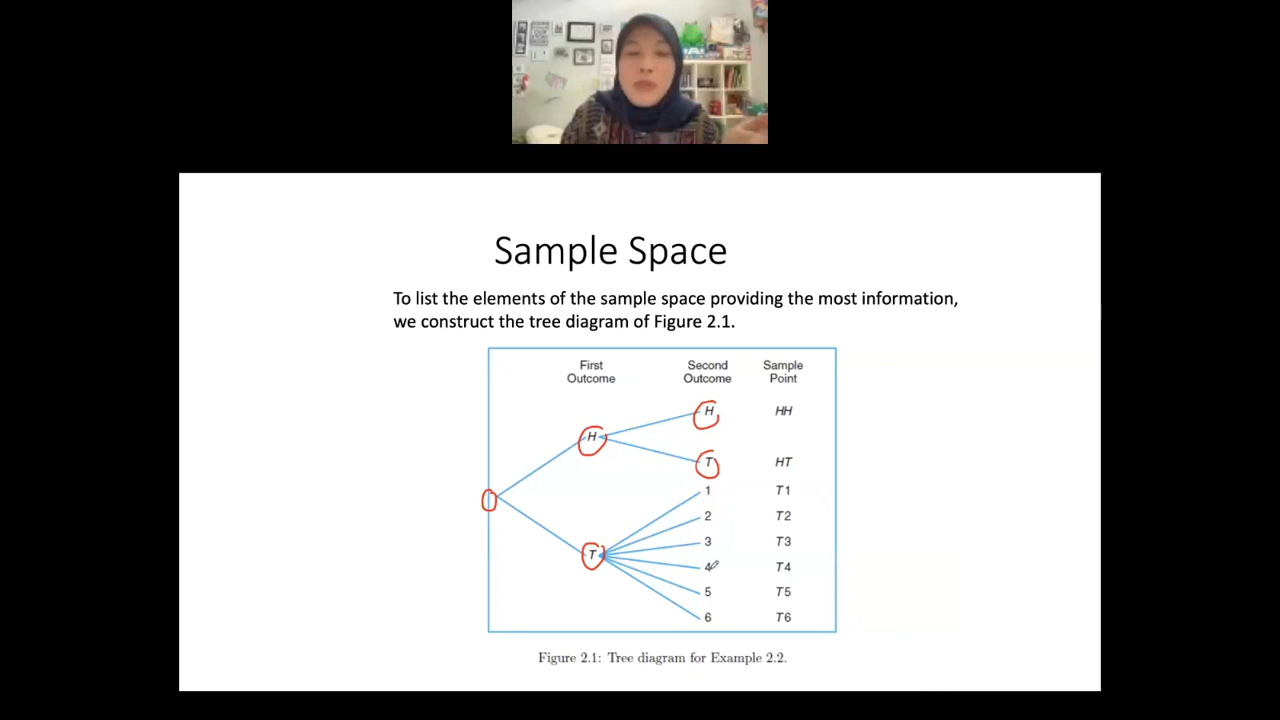 Sample Space
To list the elements of the sample space providing the most information,
we construct the tree diagram of Figure 2.1.
First Second Sample
Outcome Outcome Point
H HH
H
T HT
1 T1
2 T2
3 T3
T
4 T4
5 T5
6 T6
Figure 2.1: Tree diagram for Example 2.2.